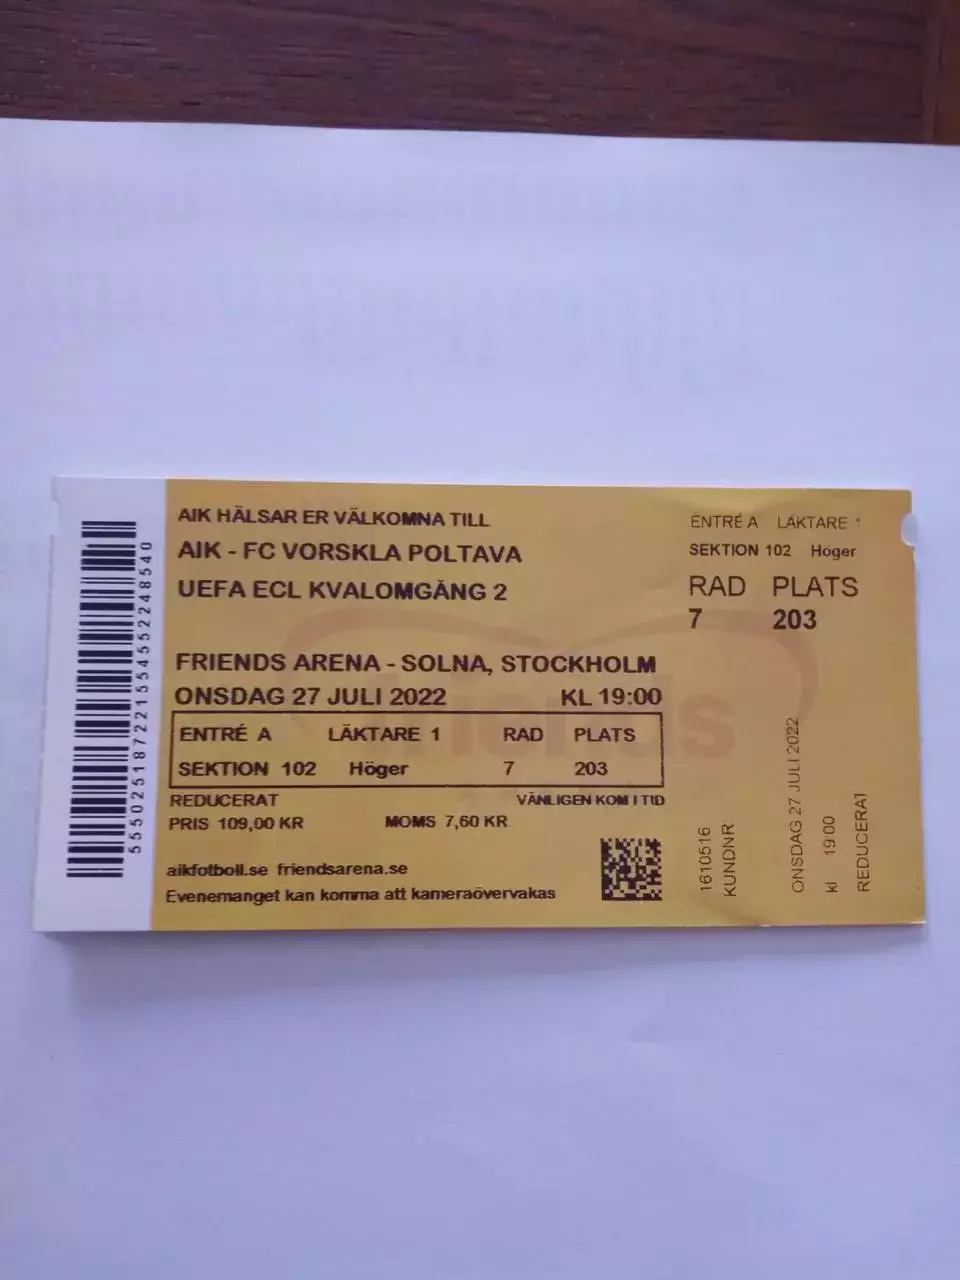 5550251872215545522​48540
AIK HÄLSAR ER VÄLKOMNA TILL
AIK - FC VORSKLA POLTAVA
UEFA ECL KVALOMGÅNG 2
FRIENDS ARENA - SOLNA, STOCKHOLM
ONSDAG 27 JULI 2022 KL 19:00
ENTRÉ A LÄKTARE 1 RAD PLATS
SEKTION 102 Höger 7 203
REDUCERAT VÄNLIGEN KOM I TID
PRIS 109,00 KR MOMS 7,60 KR
aikfotboll.se friendsarena.se
Evenemanget kan komma att kameraövervakas
friends
ENTRÉ A LÄKTARE 1
SEKTION 102 Höger
RAD PLATS
7 203
1610516
KUNDNR
ONSDAG 27 JULI 2022
kl 19:00
REDUCERAT